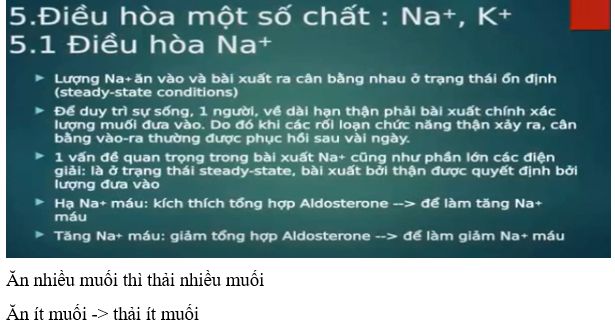 5.Điều hòa một số chất : Na⁺, K⁺
5.1 Điều hòa Na⁺
▸ Lượng Na⁺ ăn vào và bài xuất ra cân bằng nhau ở trạng thái ổn định
(steady-state conditions)
▸ Để duy trì sự sống, 1 người, về dài hạn thận phải bài xuất chính xác
lượng muối đưa vào. Do đó khi các rối loạn chức năng thận xảy ra, cân
bằng vào-ra thường được phục hồi sau vài ngày.
▸ 1 vấn đề quan trọng trong bài xuất Na⁺ cũng như phần lớn các điện
giải: là ở trạng thái steady-state, bài xuất bởi thận được quyết định bởi
lượng đưa vào
▸ Hạ Na⁺ máu: kích thích tổng hợp Aldosterone --> để làm tăng Na⁺
máu
▸ Tăng Na⁺ máu: giảm tổng hợp Aldosterone --> để làm giảm Na⁺ máu
Ăn nhiều muối thì thải nhiều muối
Ăn ít muối -> thải ít muối